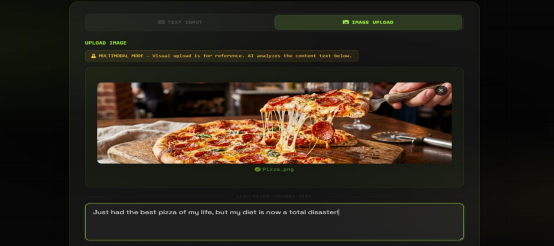 TEXT INPUT
IMAGE UPLOAD
UPLOAD IMAGE
MULTIMODAL MODE — Visual upload is for reference. AI analyzes the content text below.
Pizza.png
Just had the best pizza of my life, but my diet is now a total disaster!